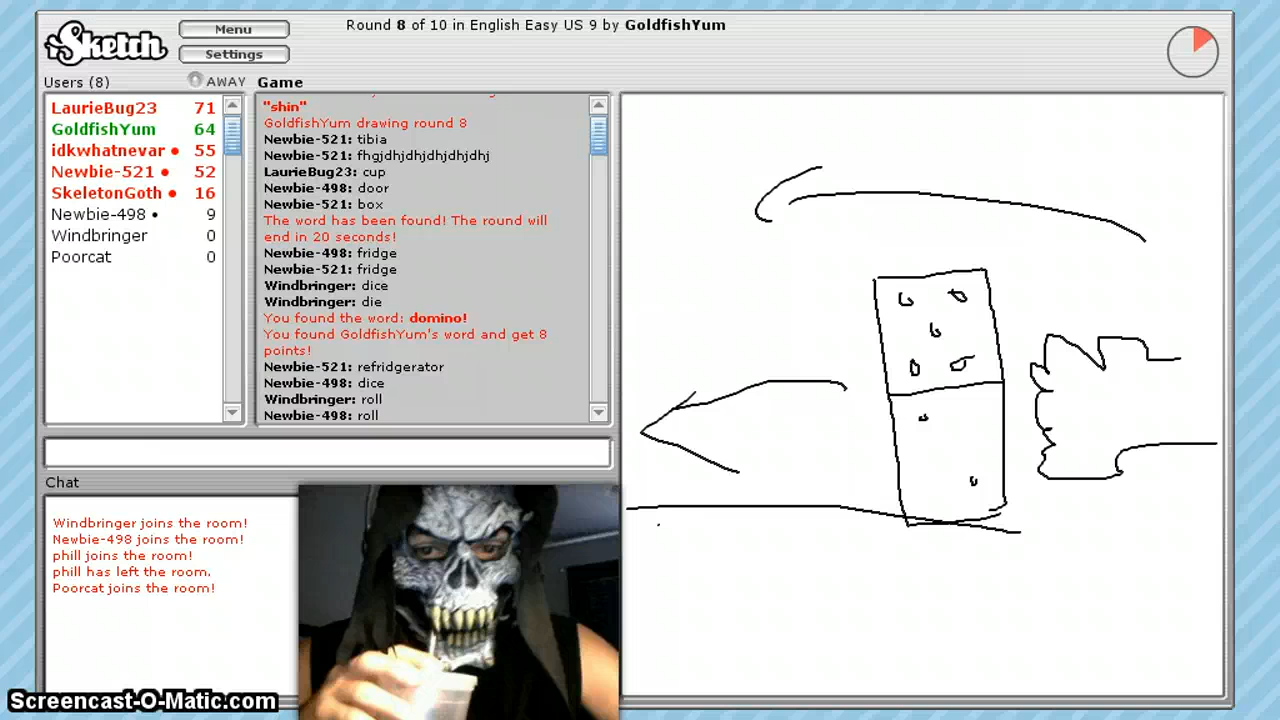 iSketch
Menu
Settings
Round 8 of 10 in English Easy US 9 by GoldfishYum
Users (8)
AWAY
Game
LaurieBug23 71
GoldfishYum 64
idkwhatnevar • 55
Newbie-521 • 52
SkeletonGoth • 16
Newbie-498 • 9
Windbringer 0
Poorcat 0
"shin"
GoldfishYum drawing round 8
Newbie-521: tibia
Newbie-521: fhgjdhjdhjdhjdhjdhj
LaurieBug23: cup
Newbie-498: door
Newbie-521: box
The word has been found! The round will
end in 20 seconds!
Newbie-498: fridge
Newbie-521: fridge
Windbringer: dice
Windbringer: die
You found the word: domino!
You found GoldfishYum's word and get 8
points!
Newbie-521: refridgerator
Newbie-498: dice
Windbringer: roll
Newbie-498: roll
Chat
Windbringer joins the room!
Newbie-498 joins the room!
phill joins the room!
phill has left the room.
Poorcat joins the room!
Screencast-O-Matic.com